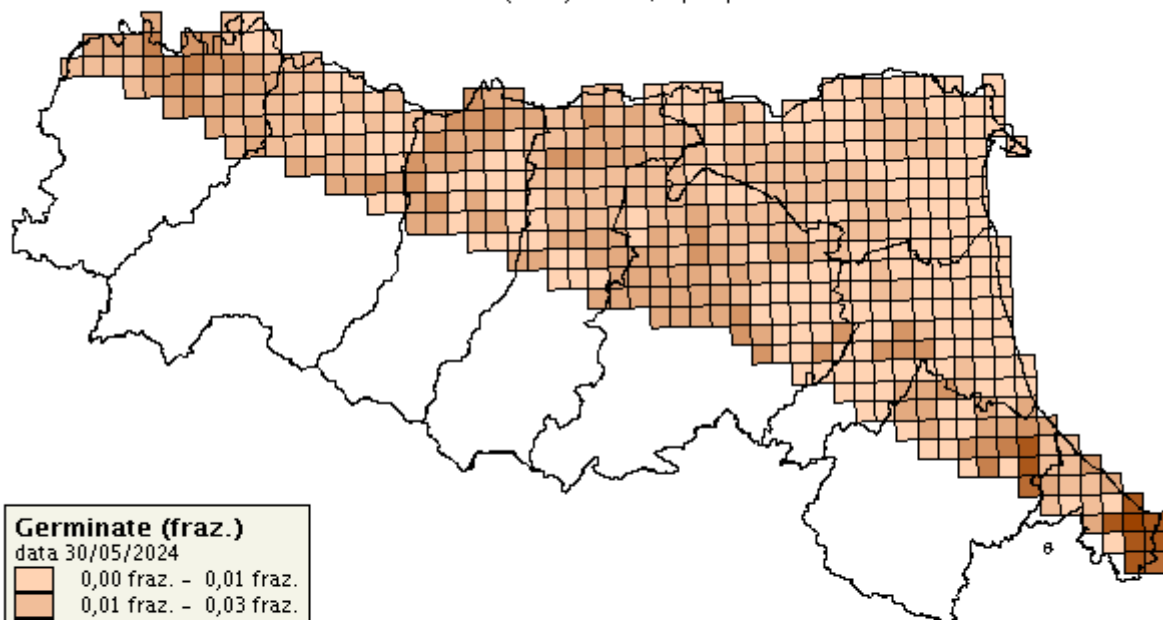 Germinate (fraz.)
data 30/05/2024
0,00 fraz. - 0,01 fraz.
0,01 fraz. - 0,03 fraz.